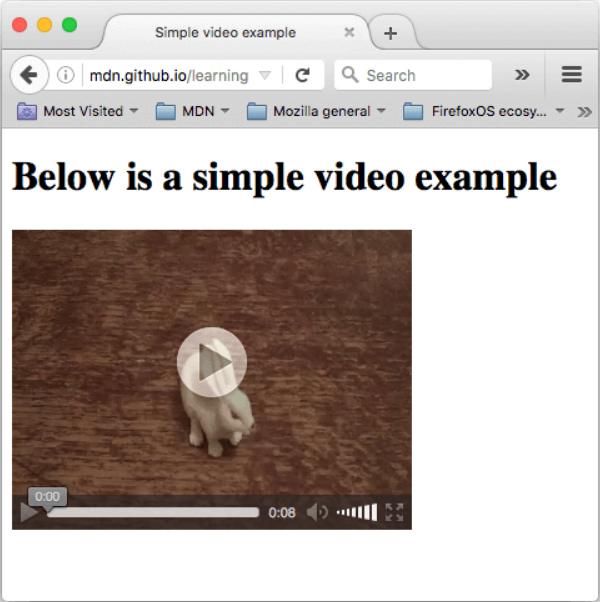 Simple video example
mdn.github.io/learning Search
Most Visited MDN Mozilla general FirefoxOS ecosy...
Below is a simple video example
0:00
0:08